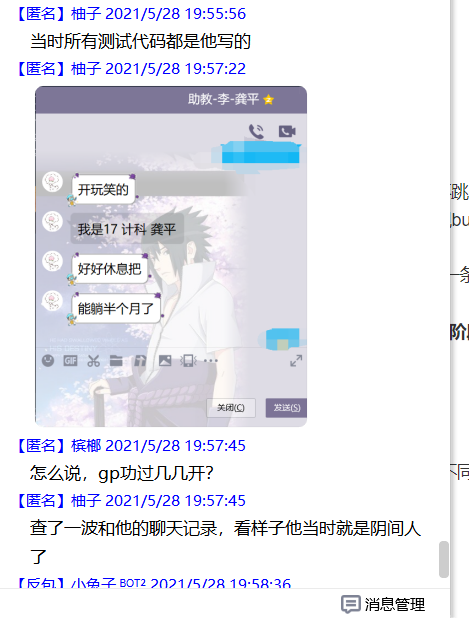 【匿名】柚子 2021/5/28 19:55:56
当时所有测试代码都是他写的
【匿名】柚子 2021/5/28 19:57:22
助教-李-龚平
开玩笑的
我是17 计科 龚平
好好休息把
能躺半个月了
GIF
关闭(C)
发送(S)
【匿名】槟榔 2021/5/28 19:57:45
怎么说，gp功过几几开?
【匿名】柚子 2021/5/28 19:57:45
查了一波和他的聊天记录，看样子他当时就是阴间人
了
【反包】小兔子 BOT2 2021/5/28 19:58:36
消息管理
跳
,bu
一条
阶
不同